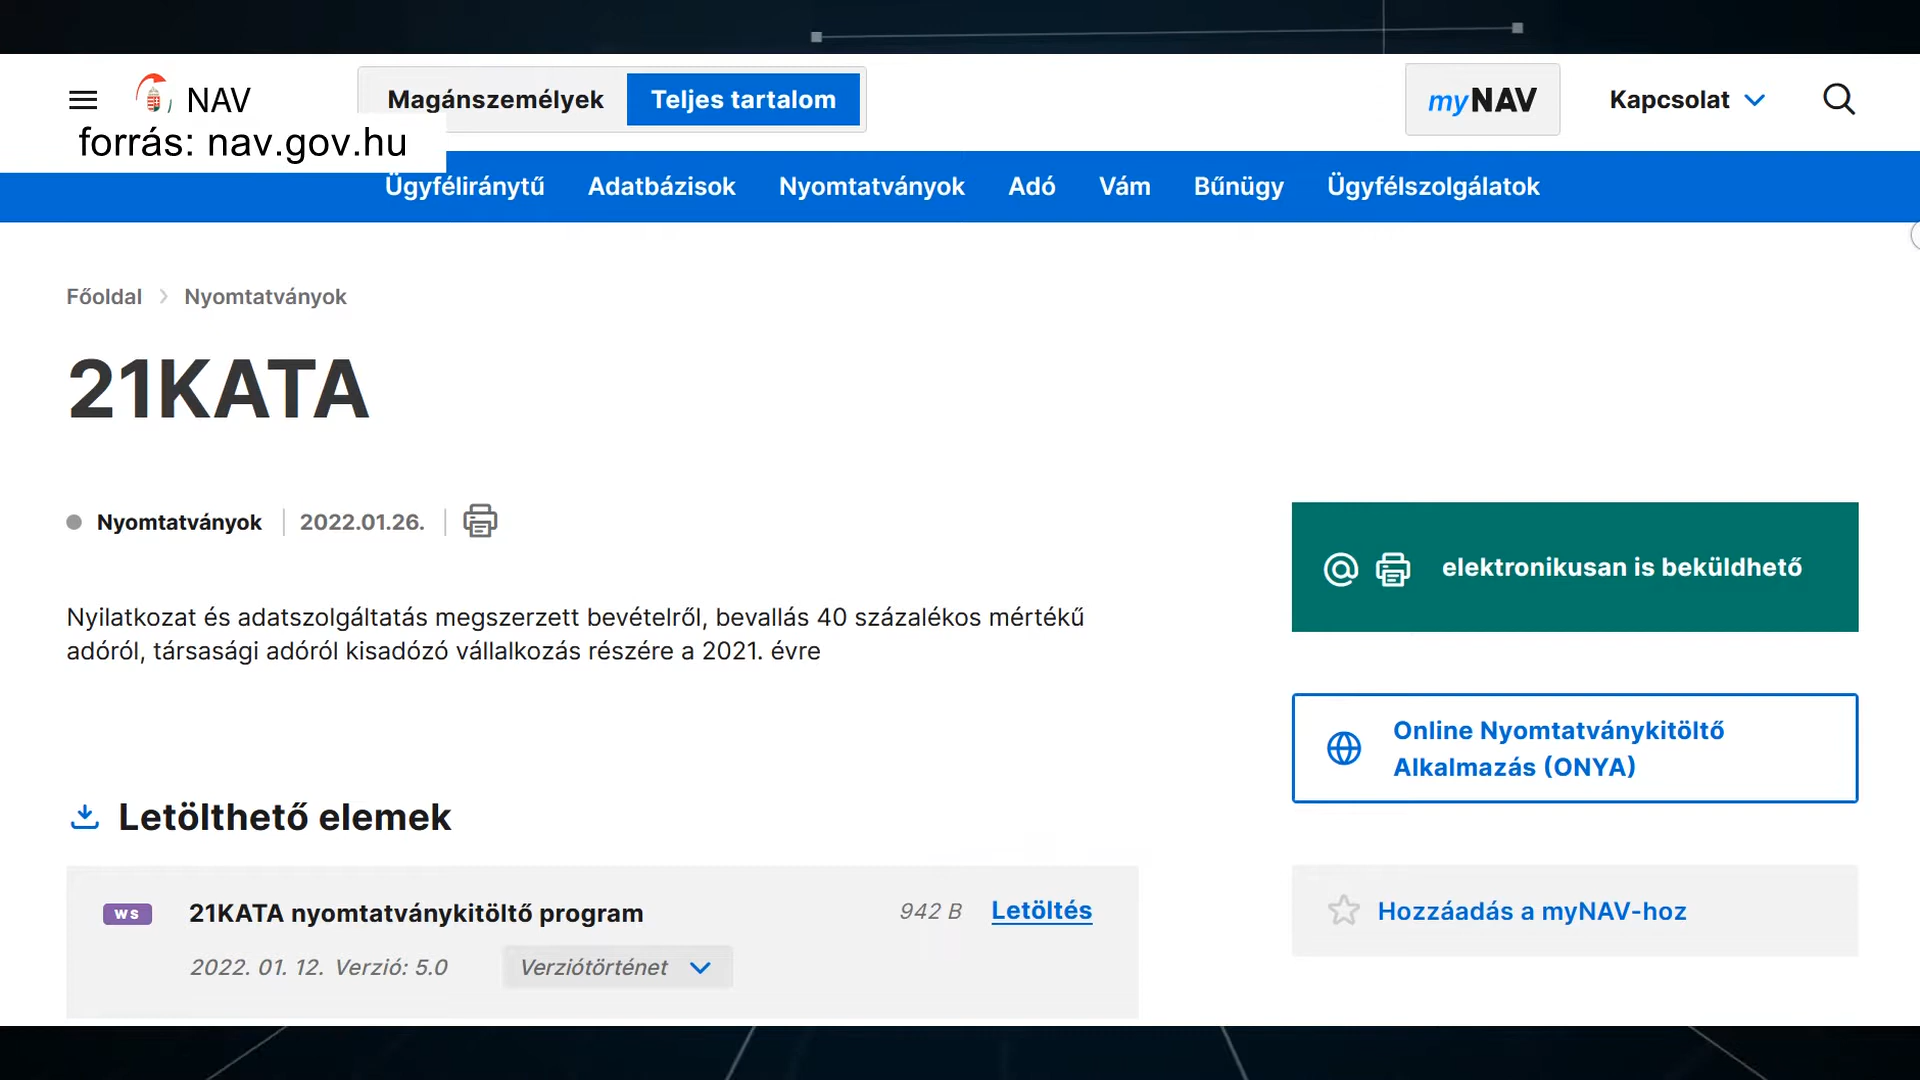 NAV
Magánszemélyek
Teljes tartalom
myNAV
Kapcsolat
forrás: nav.gov.hu
Ügyféliránytű
Adatbázisok
Nyomtatványok
Adó
Vám
Bűnügy
Ügyfélszolgálatok
Főoldal
Nyomtatványok
21KATA
Nyomtatványok
2022.01.26.
elektronikusan is beküldhető
Nyilatkozat és adatszolgáltatás megszerzett bevételről, bevallás 40 százalékos mértékű
adóról, társasági adóról kisadózó vállalkozás részére a 2021. évre
Online Nyomtatványkitöltő
Alkalmazás (ONYA)
Letölthető elemek
WS
21KATA nyomtatványkitöltő program
942 B
Letöltés
2022. 01. 12. Verzió: 5.0
Verziótörténet
Hozzáadás a myNAV-hoz